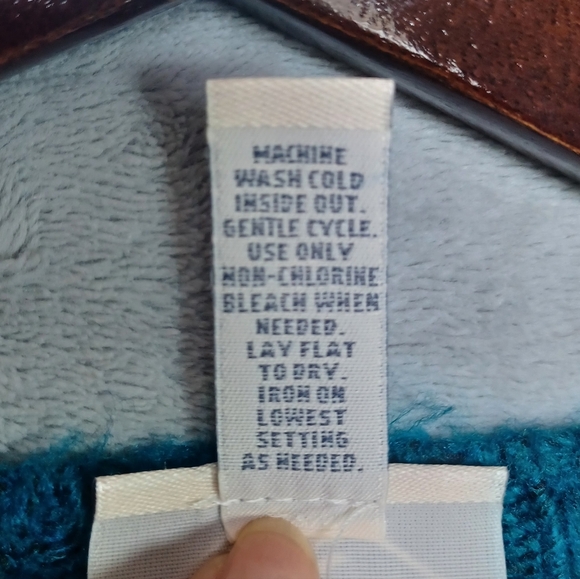 MACHINE
WASH COLD
INSIDE OUT.
GENTLE CYCLE.
USE ONLY
NON-CHLORINE
BLEACH WHEN
NEEDED.
LAY FLAT
TO DRY.
IRON ON
LOWEST
SETTING
AS NEEDED.